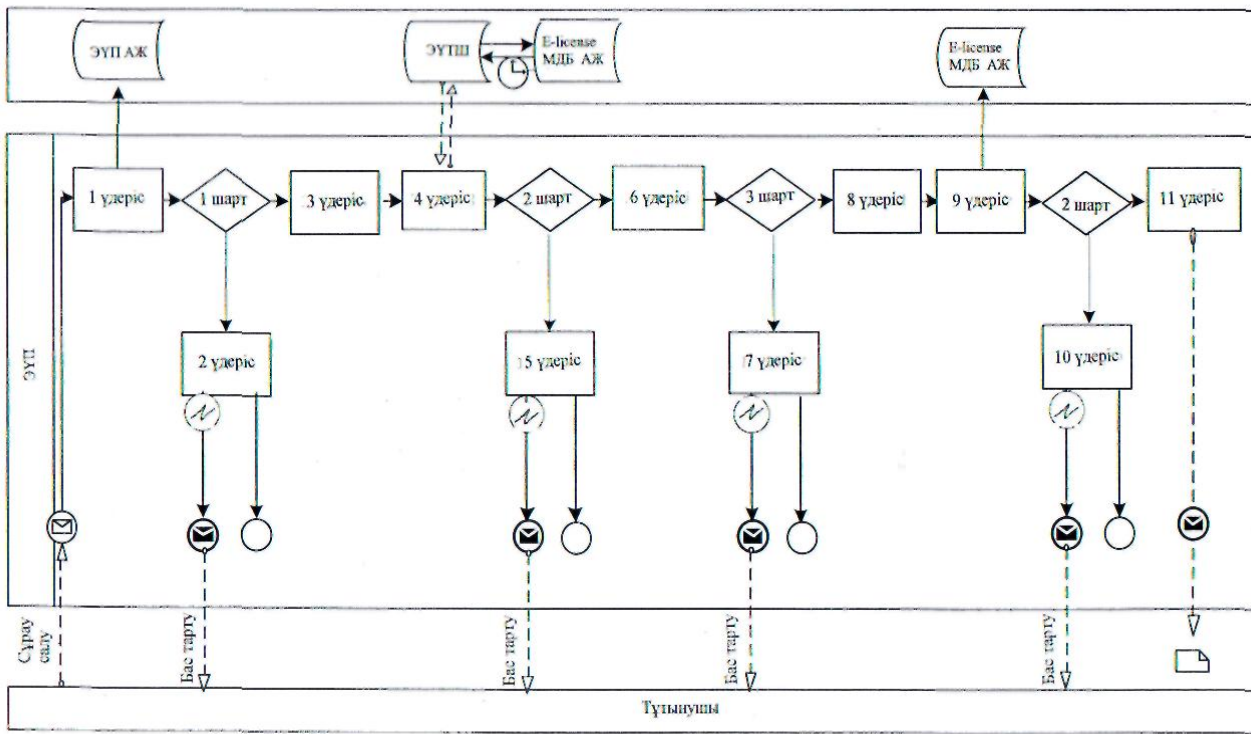 ЭҮП АЖ
ЭҮТШ
E-license
МДБ АЖ
E-license
МДБ АЖ
1 үдеріс
1 шарт
3 үдеріс
4 үдеріс
2 шарт
6 үдеріс
3 шарт
8 үдеріс
9 үдеріс
2 шарт
11 үдеріс
2 үдеріс
5 үдеріс
7 үдеріс
10 үдеріс
ЭҮП
Сұрау
салу
Бас тарту
Бас тарту
Бас тарту
Бас тарту
Тұтынушы